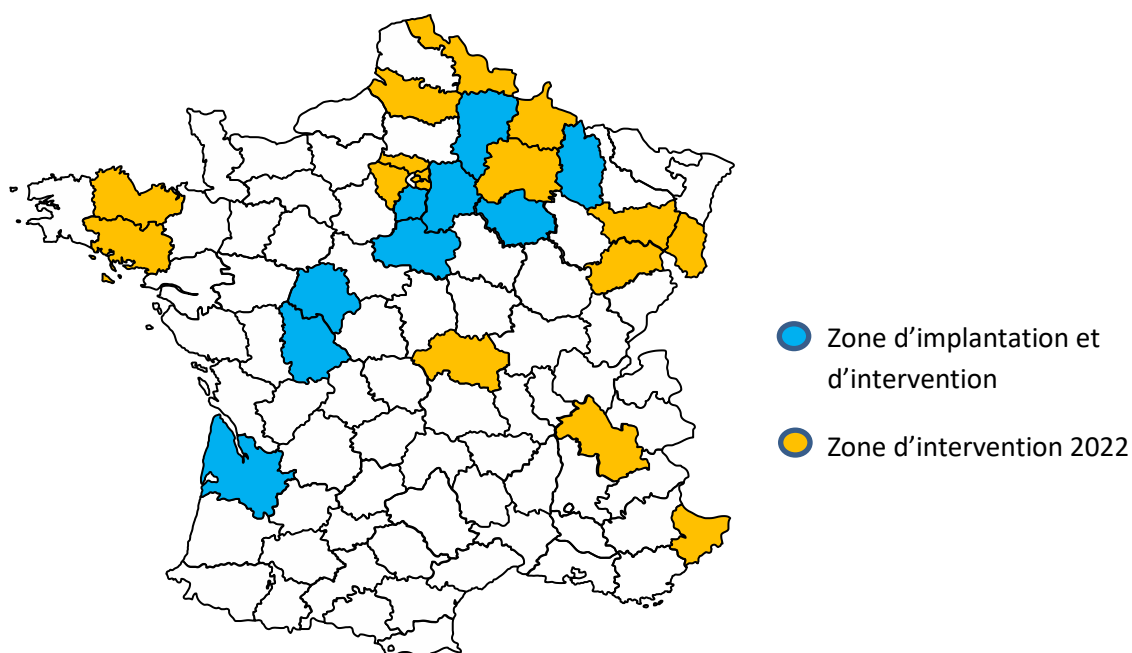 Zone d’implantation et
d’intervention
Zone d’intervention 2022